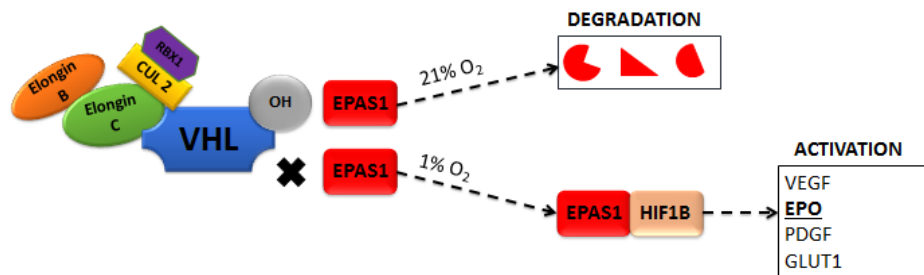 DEGRADATION
RBX1
CUL 2
Elongin
B
Elongin
C
VHL
OH
EPAS1
21% O₂
EPAS1
1% O₂
EPAS1
HIF1B
ACTIVATION
VEGF
EPO
PDGF
GLUT1